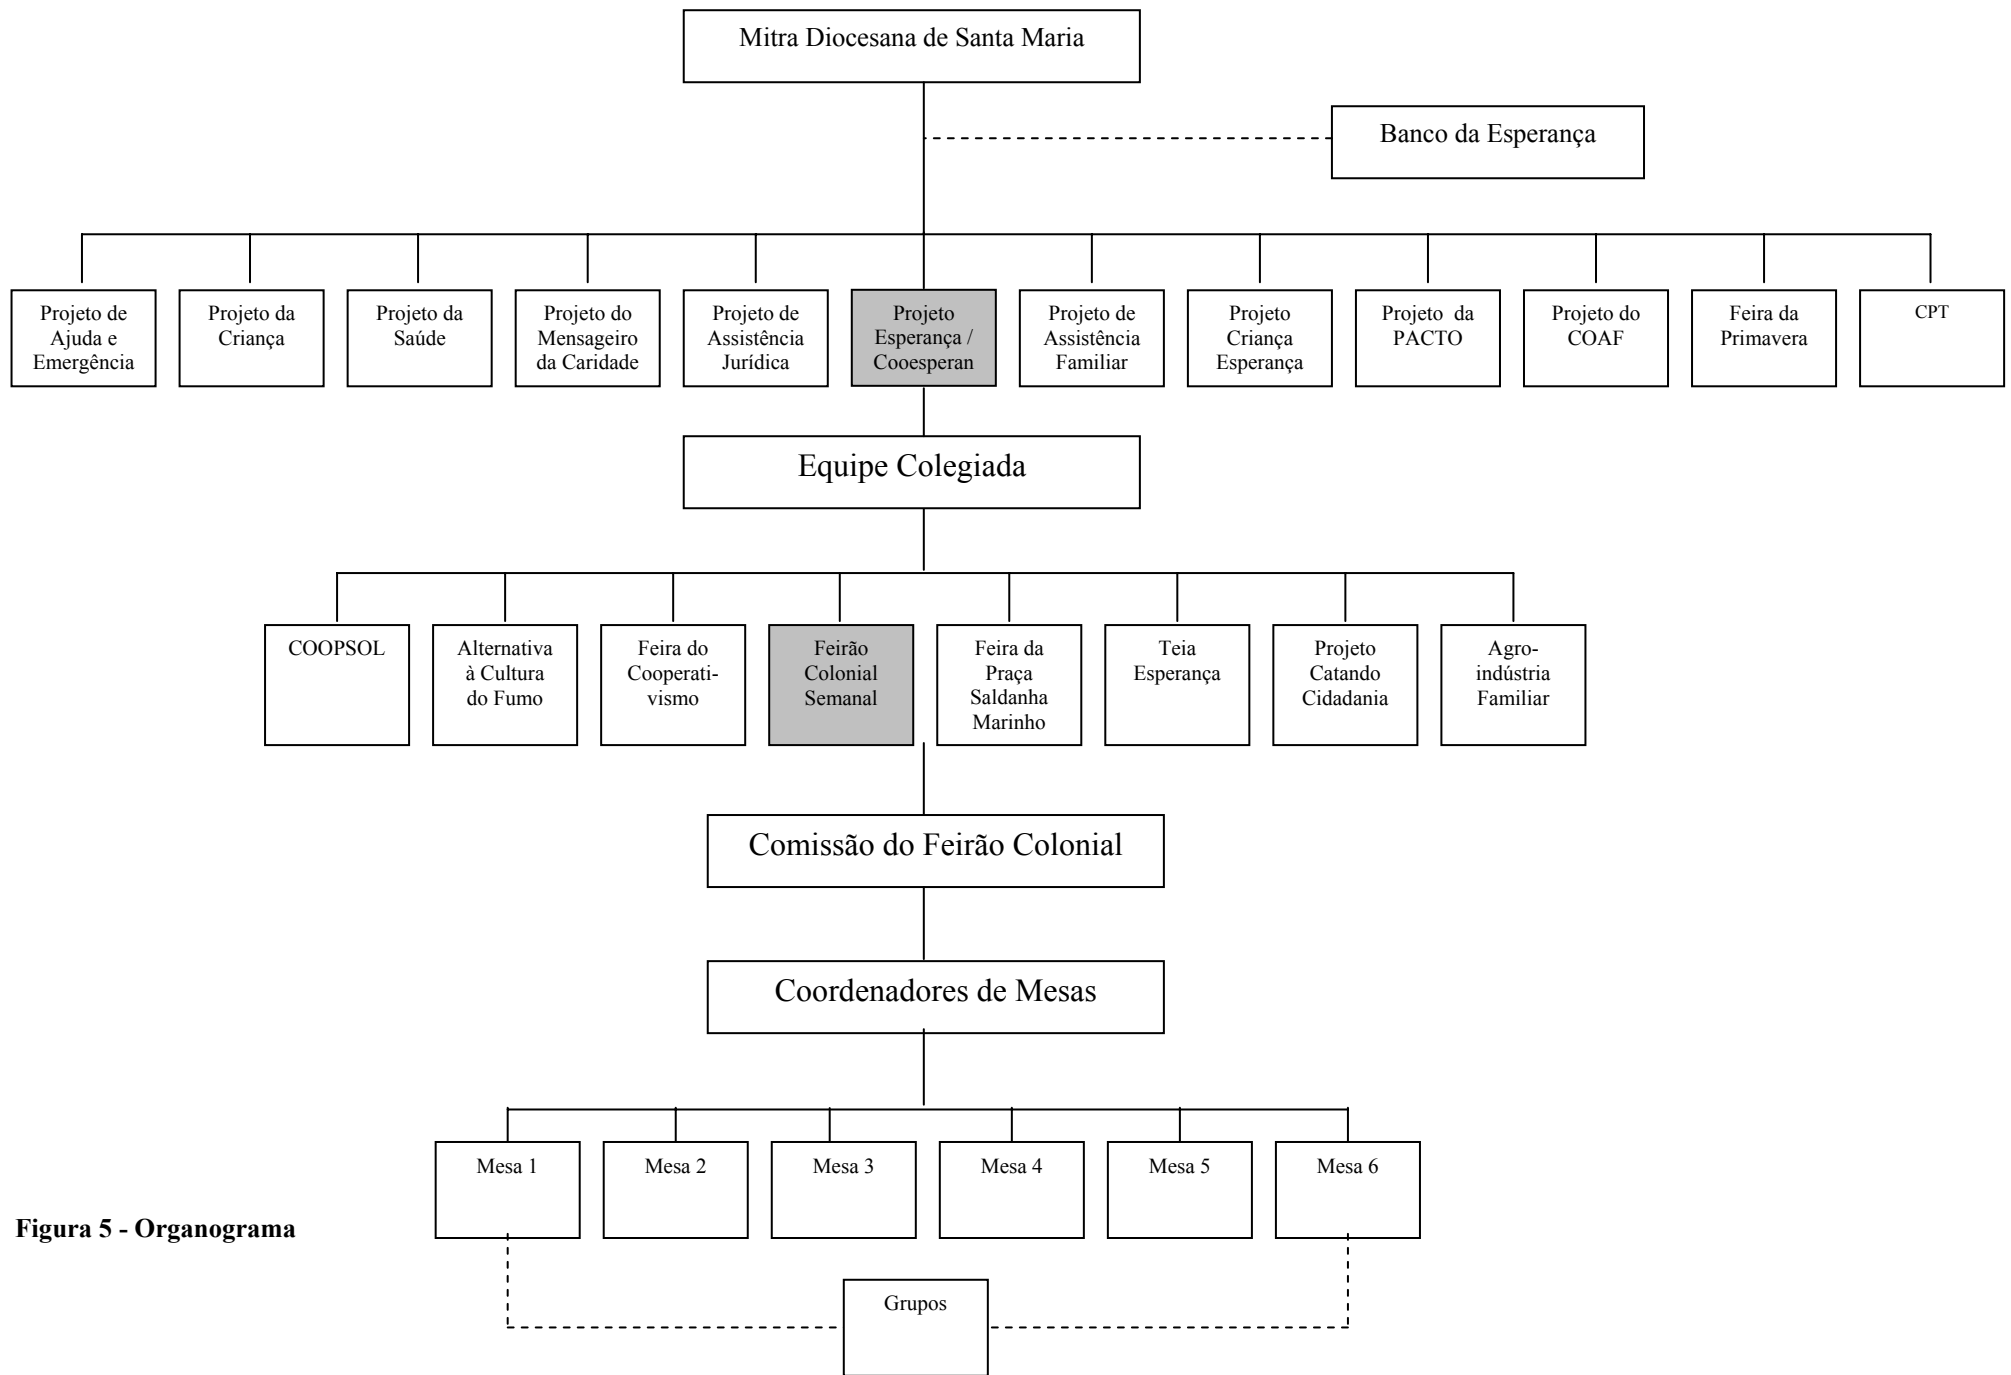 Mitra Diocesana de Santa Maria
Banco da Esperança
Projeto de
Ajuda e
Emergência
Projeto da
Criança
Projeto da
Saúde
Projeto do
Mensageiro
da Caridade
Projeto de
Assistência
Jurídica
Projeto
Esperança /
Cooesperan
Projeto de
Assistência
Familiar
Projeto
Criança
Esperança
Projeto da
PACTO
Projeto do
COAF
Feira da
Primavera
CPT
Equipe Colegiada
COOPSOL
Alternativa
à Cultura
do Fumo
Feira do
Cooperati-
vismo
Feirão
Colonial
Semanal
Feira da
Praça
Saldanha
Marinho
Teia
Esperança
Projeto
Catando
Cidadania
Agro-
indústria
Familiar
Comissão do Feirão Colonial
Coordenadores de Mesas
Mesa 1
Mesa 2
Mesa 3
Mesa 4
Mesa 5
Mesa 6
Figura 5 - Organograma
Grupos